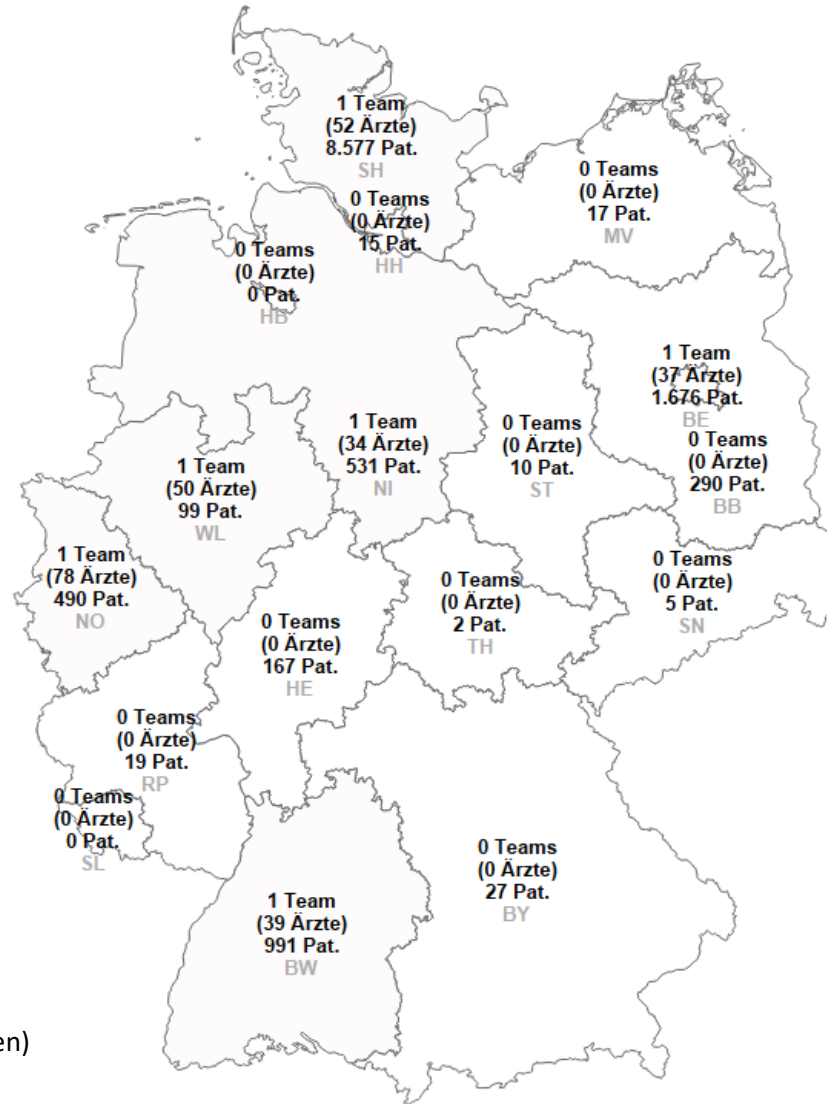 1 Team
(52 Ärzte)
8.577 Pat.
SH
0 Teams
(0 Ärzte)
15 Pat.
HH
0 Teams
(0 Ärzte)
17 Pat.
MV
0 Teams
(0 Ärzte)
0 Pat.
HB
1 Team
(37 Ärzte)
1.676 Pat.
BE
0 Teams
(0 Ärzte)
290 Pat.
BB
1 Team
(34 Ärzte)
531 Pat.
NI
0 Teams
(0 Ärzte)
10 Pat.
ST
1 Team
(50 Ärzte)
99 Pat.
WL
1 Team
(78 Ärzte)
490 Pat.
NO
0 Teams
(0 Ärzte)
167 Pat.
HE
0 Teams
(0 Ärzte)
2 Pat.
TH
0 Teams
(0 Ärzte)
5 Pat.
SN
0 Teams
(0 Ärzte)
19 Pat.
RP
0 Teams
(0 Ärzte)
0 Pat.
SL
0 Teams
(0 Ärzte)
27 Pat.
BY
1 Team
(39 Ärzte)
991 Pat.
BW
en)